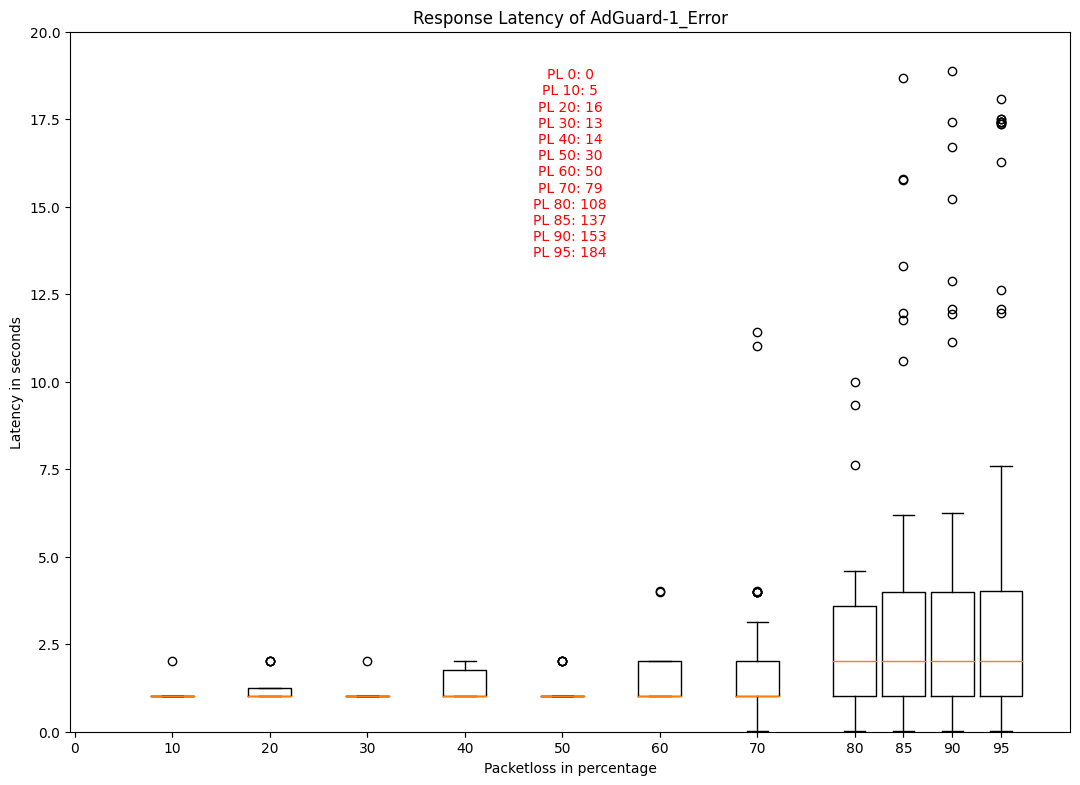 Response Latency of AdGuard-1_Error
20.0
17.5
15.0
12.5
10.0
7.5
5.0
2.5
0.0
Latency in seconds
PL 0: 0
PL 10: 5
PL 20: 16
PL 30: 13
PL 40: 14
PL 50: 30
PL 60: 50
PL 70: 79
PL 80: 108
PL 85: 137
PL 90: 153
PL 95: 184
0 10 20 30 40 50 60 70 80 85 90 95
Packetloss in percentage